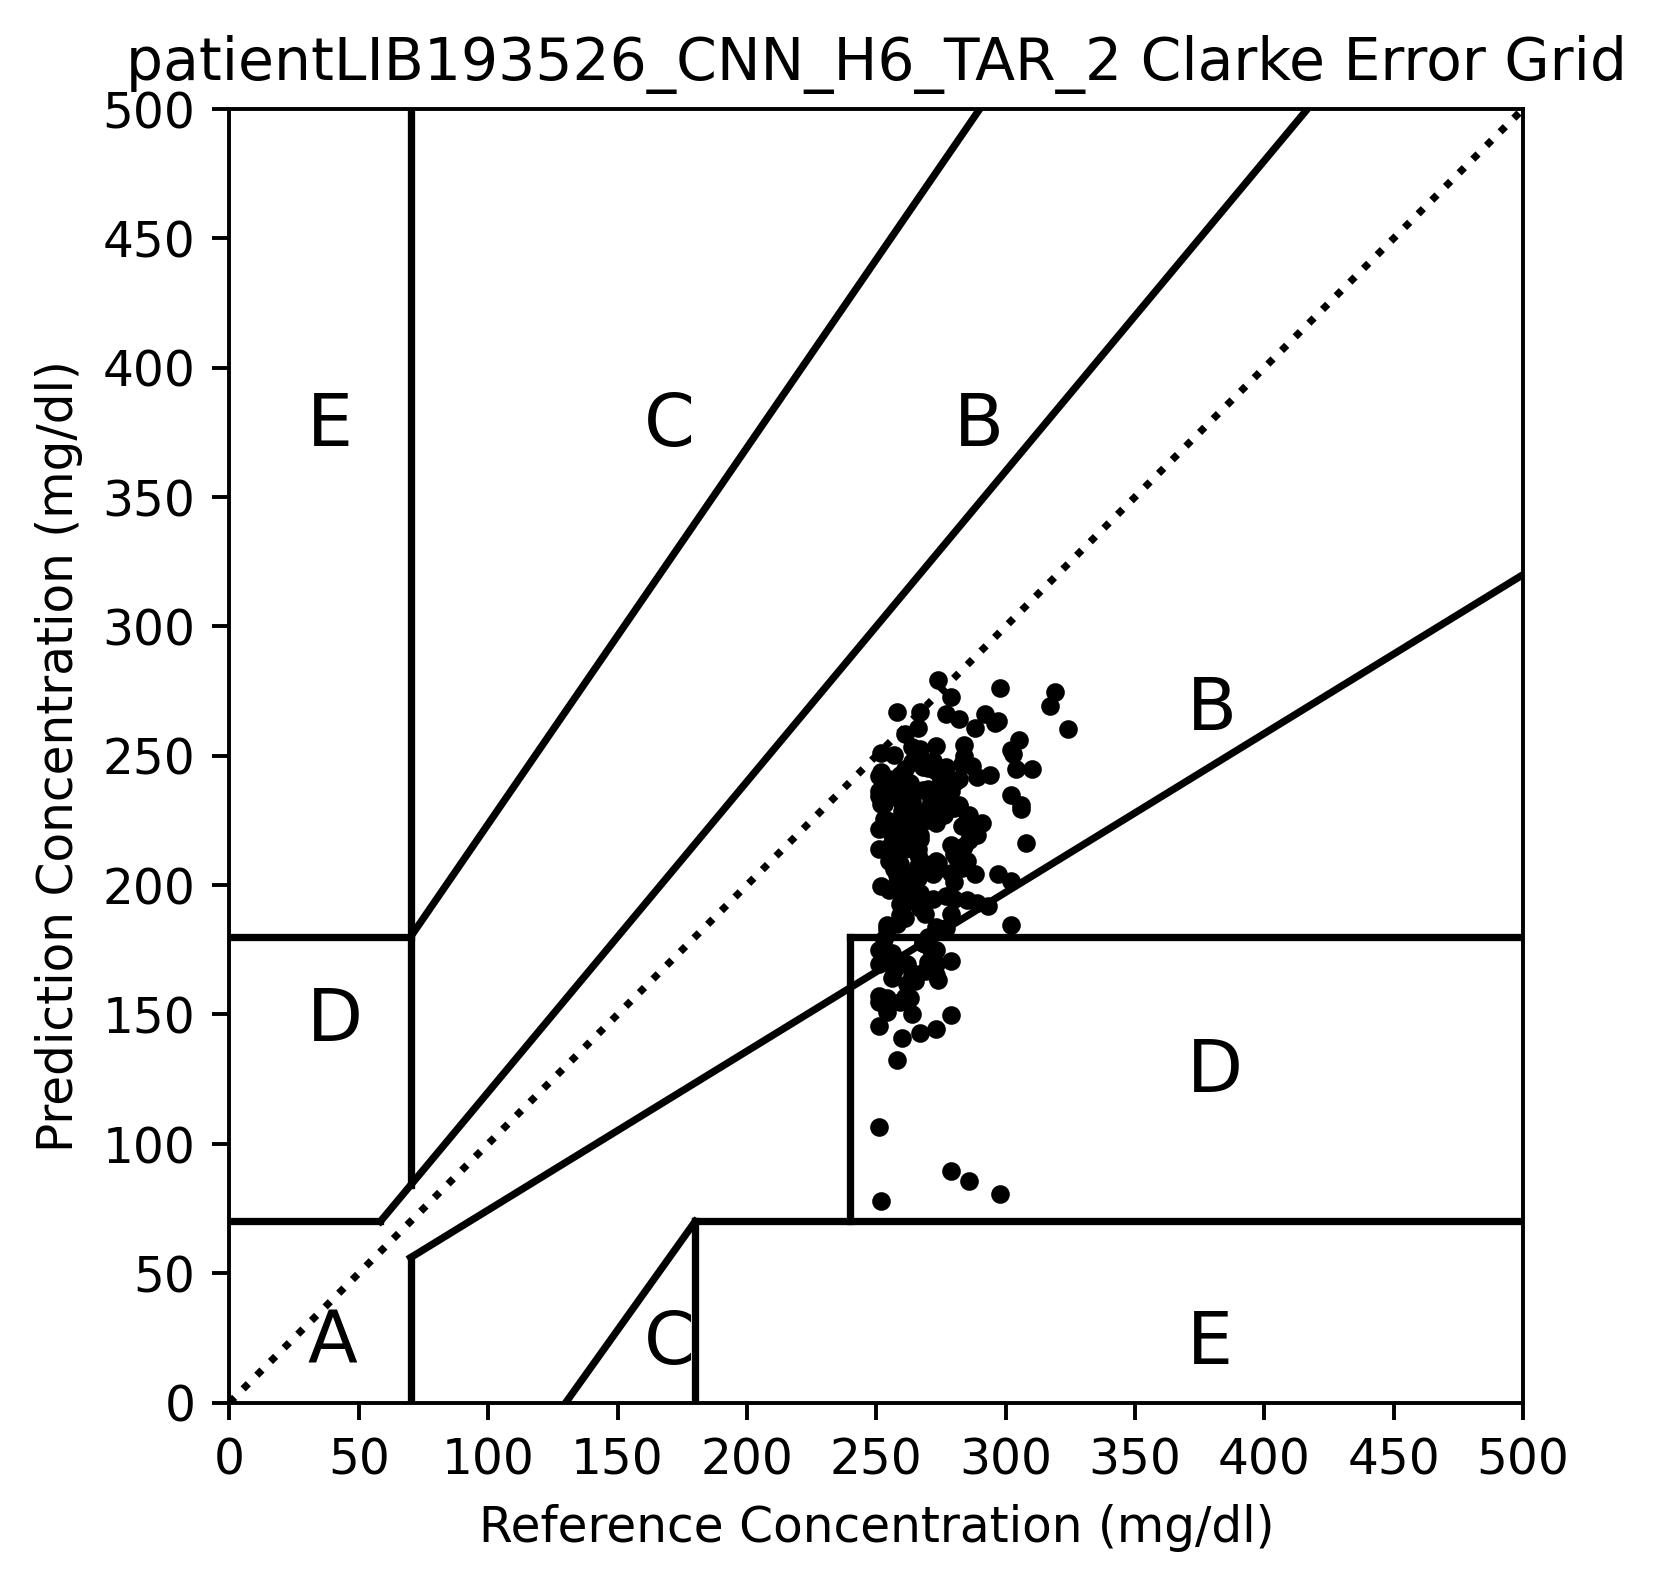 patientLIB193526_CNN_H6_TAR_2 Clarke Error Grid
Prediction Concentration (mg/dl)
500
450
400
350
300
250
200
150
100
50
0
E
C
B
B
D
D
A
C
E
0 50 100 150 200 250 300 350 400 450 500
Reference Concentration (mg/dl)